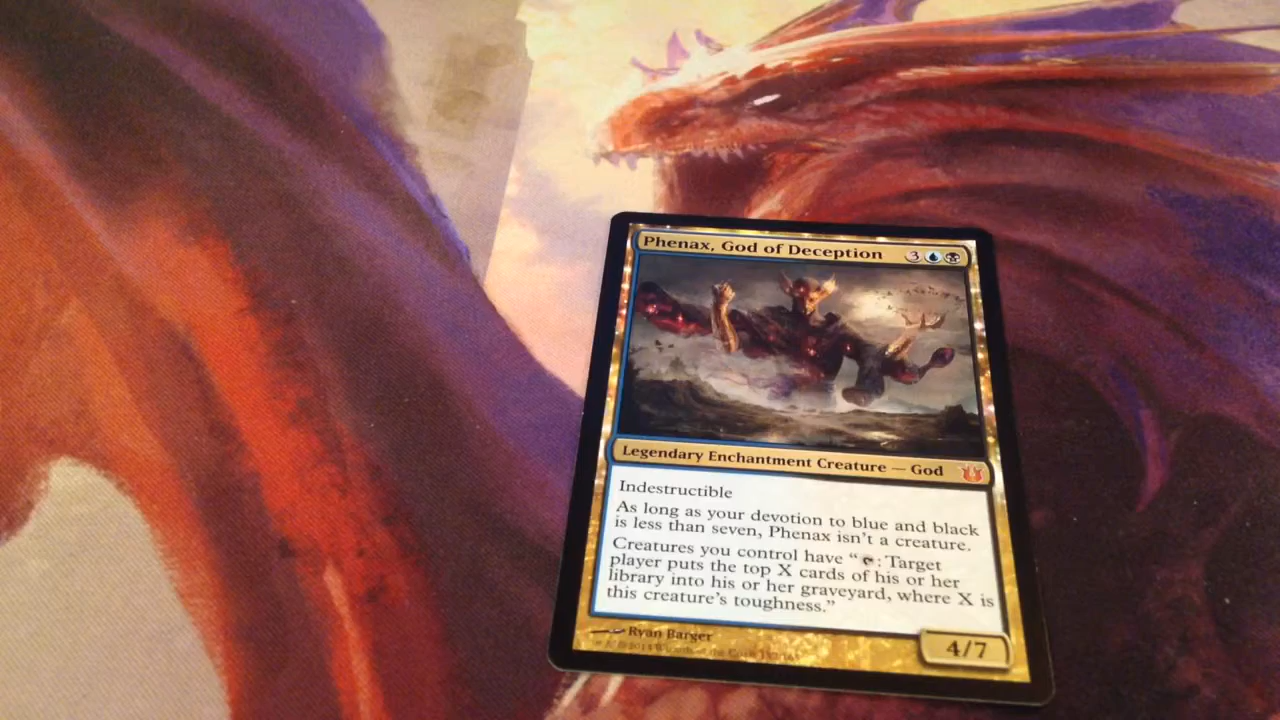 Phenax, God of Deception 3
Legendary Enchantment Creature — God
Indestructible
As long as your devotion to blue and black
is less than seven, Phenax isn't a creature.
Creatures you control have “ : Target
player puts the top X cards of his or her
library into his or her graveyard, where X is
this creature's toughness.”
Ryan Barger
4/7